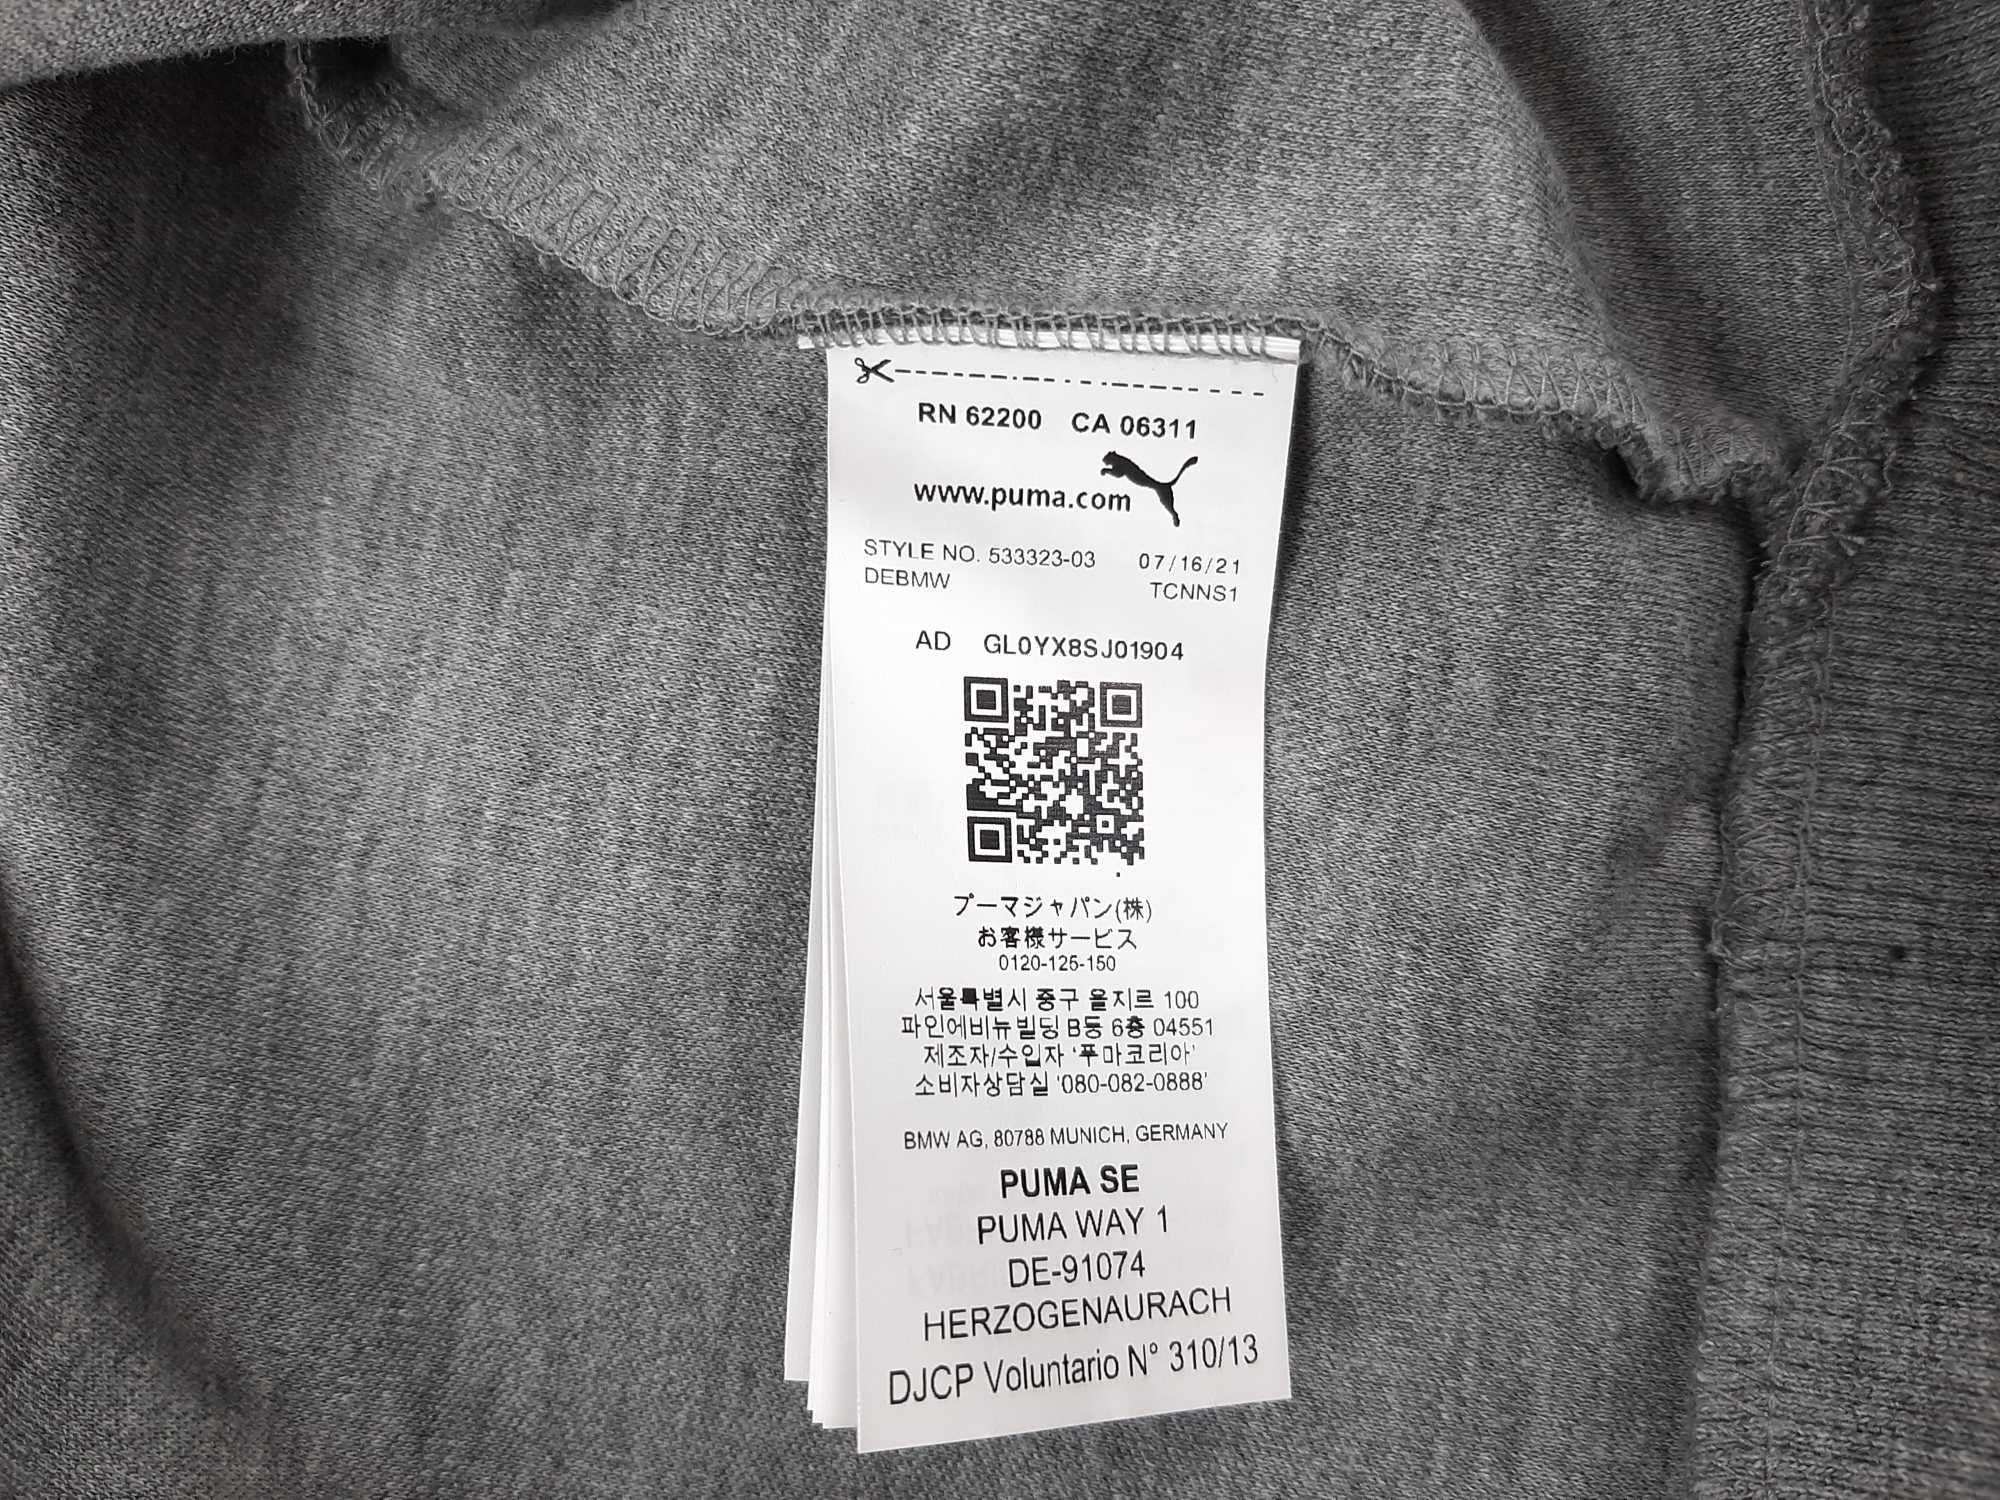 RN 62200 CA 06311
www.puma.com
STYLE NO. 533323-03 07/16/21
DEBMW TCNNS1
AD GL0YX8SJ01904
プーマジャパン(株)
お客様サービス
0120-125-150
서울특별시 중구 을지르 100
파인에비뉴빌딩 B동 6층 04551
제조자/수입자 '푸마코리아'
소비자상담실 '080-082-0888'
BMW AG, 80788 MUNICH, GERMANY
PUMA SE
PUMA WAY 1
DE-91074
HERZOGENAURACH
DJCP Voluntario N° 310/13